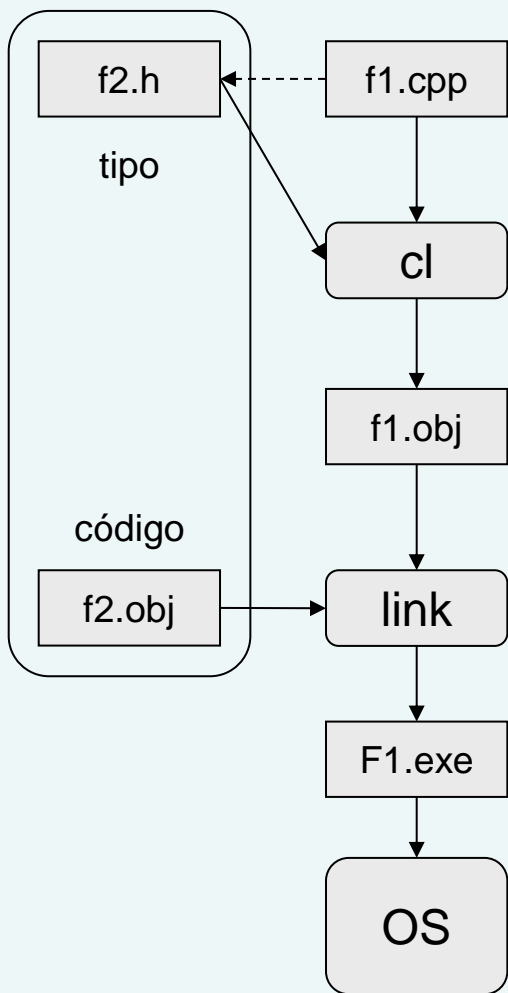 f2.h
f1.cpp
tipo
cl
f1.obj
código
f2.obj
link
F1.exe
OS